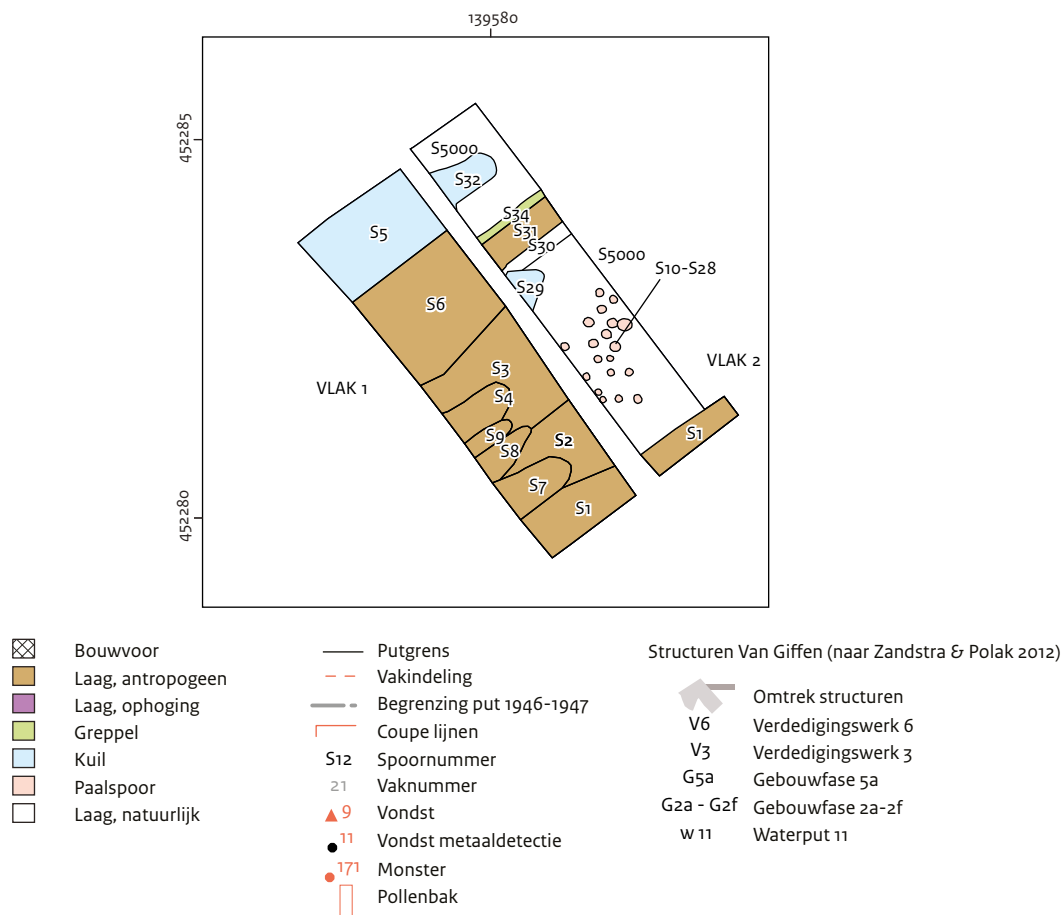 139580
452285
452280
S5000
S32
S34
S31
S30
S29
S5000
S10-S28
VLAK 2
S1
S5
S6
VLAK 1
S3
S4
S9
S8
S2
S7
S1
Bouwvoor
Laag, antropogeen
Laag, ophoging
Greppel
Kuil
Paalspoor
Laag, natuurlijk
Putgrens
Vakindeling
Begrenzing put 1946-1947
Coupe lijnen
S12 Spoornummer
21 Vaknummer
9 Vondst
11 Vondst metaaldetectie
171 Monster
Pollenbak
Structuren Van Giffen (naar Zandstra & Polak 2012)
Omtrek structuren
V6 Verdedigingswerk 6
V3 Verdedigingswerk 3
G5a Gebouwfase 5a
G2a - G2f Gebouwfase 2a-2f
w 11 Waterput 11